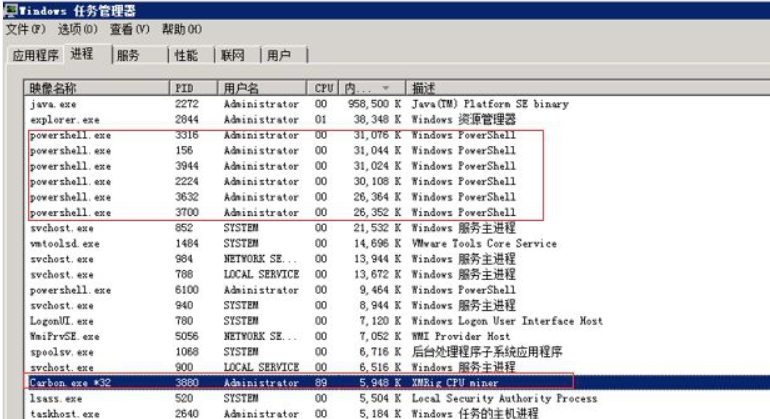 Windows 任务管理器
文件(F) 选项(O) 查看(V) 帮助(H)
应用程序 进程 服务 性能 联网 用户
映像名称 PID 用户名 CPU 内... 描述
java.exe 2272 Administrator 00 958,500 K Java(TM) Platform SE binary
explorer.exe 2844 Administrator 01 38,348 K Windows 资源管理器
powershell.exe 3316 Administrator 00 31,076 K Windows PowerShell
powershell.exe 156 Administrator 00 31,044 K Windows PowerShell
powershell.exe 3944 Administrator 00 31,024 K Windows PowerShell
powershell.exe 2224 Administrator 00 30,108 K Windows PowerShell
powershell.exe 3632 Administrator 00 26,364 K Windows PowerShell
powershell.exe 3700 Administrator 00 26,352 K Windows PowerShell
svchost.exe 852 SYSTEM 00 21,532 K Windows 服务主进程
vmtoolsd.exe 1484 SYSTEM 00 14,696 K VMware Tools Core Service
svchost.exe 984 NETWORK SE... 00 13,944 K Windows 服务主进程
svchost.exe 788 LOCAL SERVICE 00 13,672 K Windows 服务主进程
powershell.exe 6100 Administrator 00 9,464 K Windows PowerShell
svchost.exe 940 SYSTEM 00 8,944 K Windows 服务主进程
LogonUI.exe 780 SYSTEM 00 7,120 K Windows Logon User Interface Host
WmiPrvSE.exe 5056 NETWORK SE... 00 7,052 K WMI Provider Host
spoolsv.exe 1068 SYSTEM 00 6,716 K 后台处理程序子系统应用程序
svchost.exe 900 LOCAL SERVICE 00 6,516 K Windows 服务主进程
Carbon.exe *32 3880 Administrator 89 5,948 K XMRig CPU miner
lsass.exe 520 SYSTEM 00 5,504 K Local Security Authority Process
taskhost.exe 2640 Administrator 00 5,184 K Windows 任务的主机进程